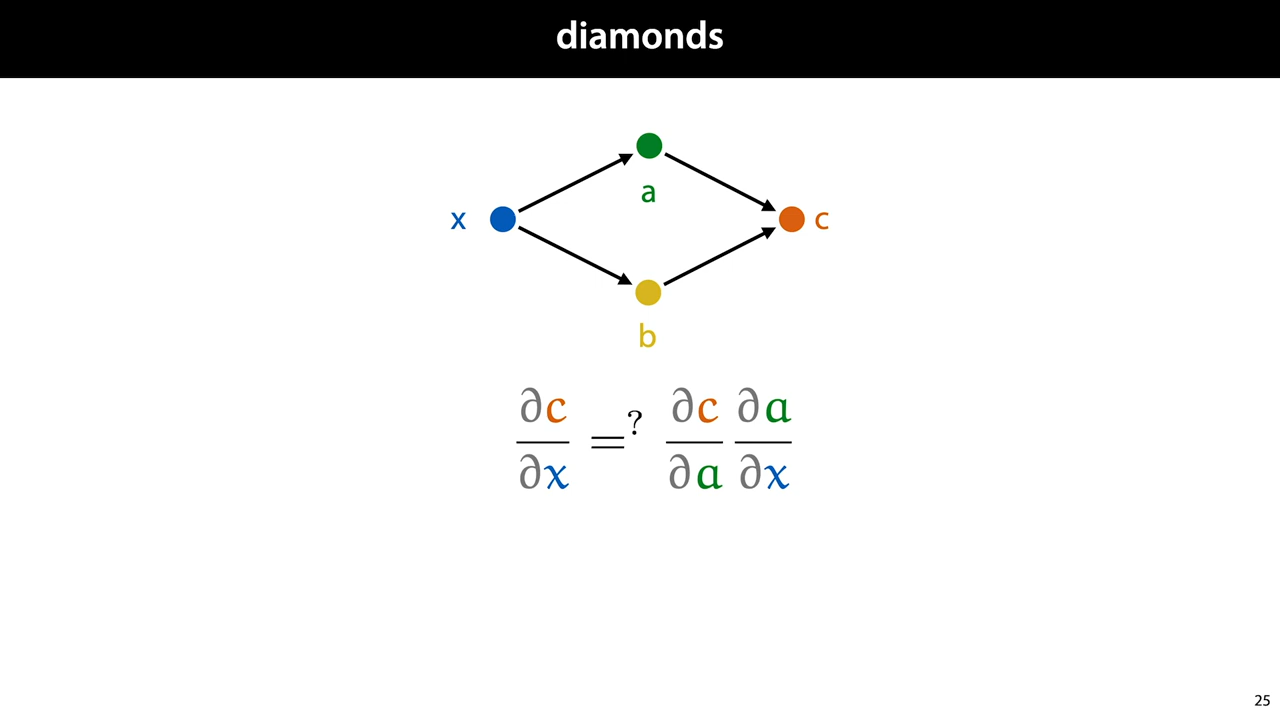 diamonds
a
x
c
b
∂c/∂x =? ∂c/∂a ∂a/∂x
25